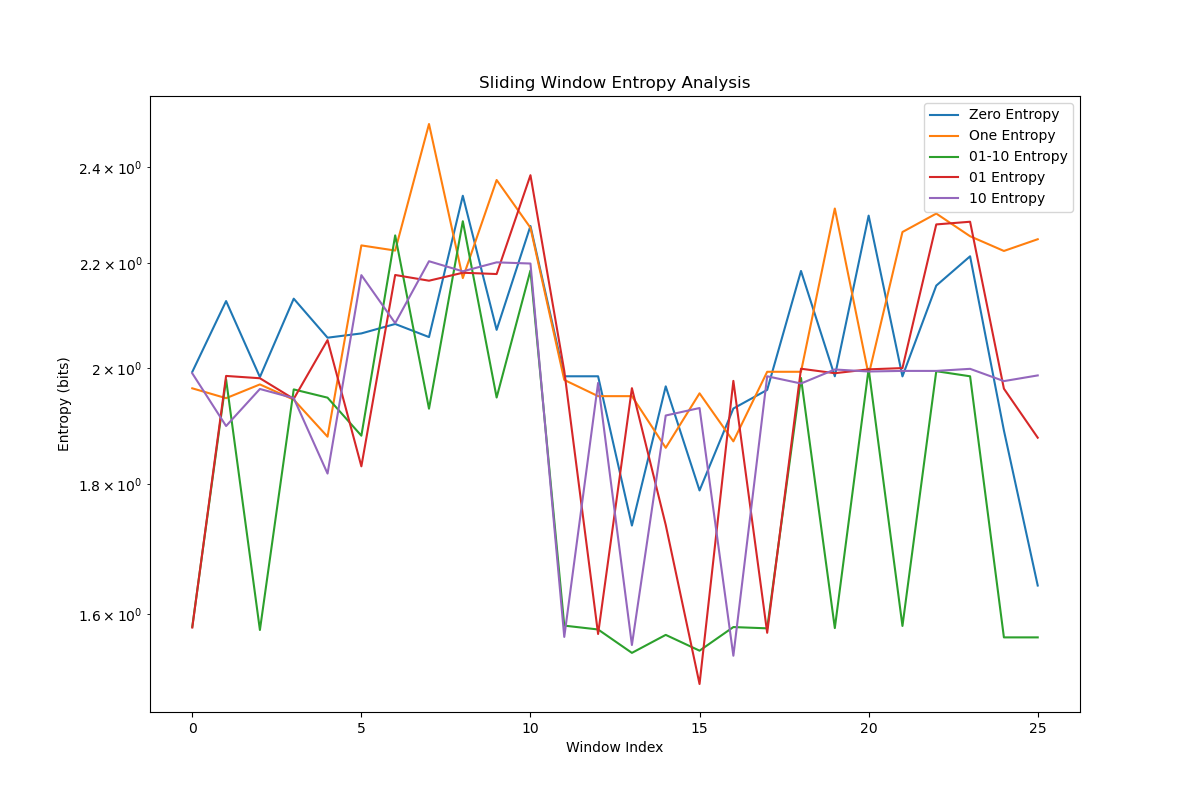 Sliding Window Entropy Analysis
Zero Entropy
One Entropy
01-10 Entropy
01 Entropy
10 Entropy
2.4 × 10⁰
2.2 × 10⁰
2 × 10⁰
1.8 × 10⁰
1.6 × 10⁰
Entropy (bits)
0 5 10 15 20 25
Window Index